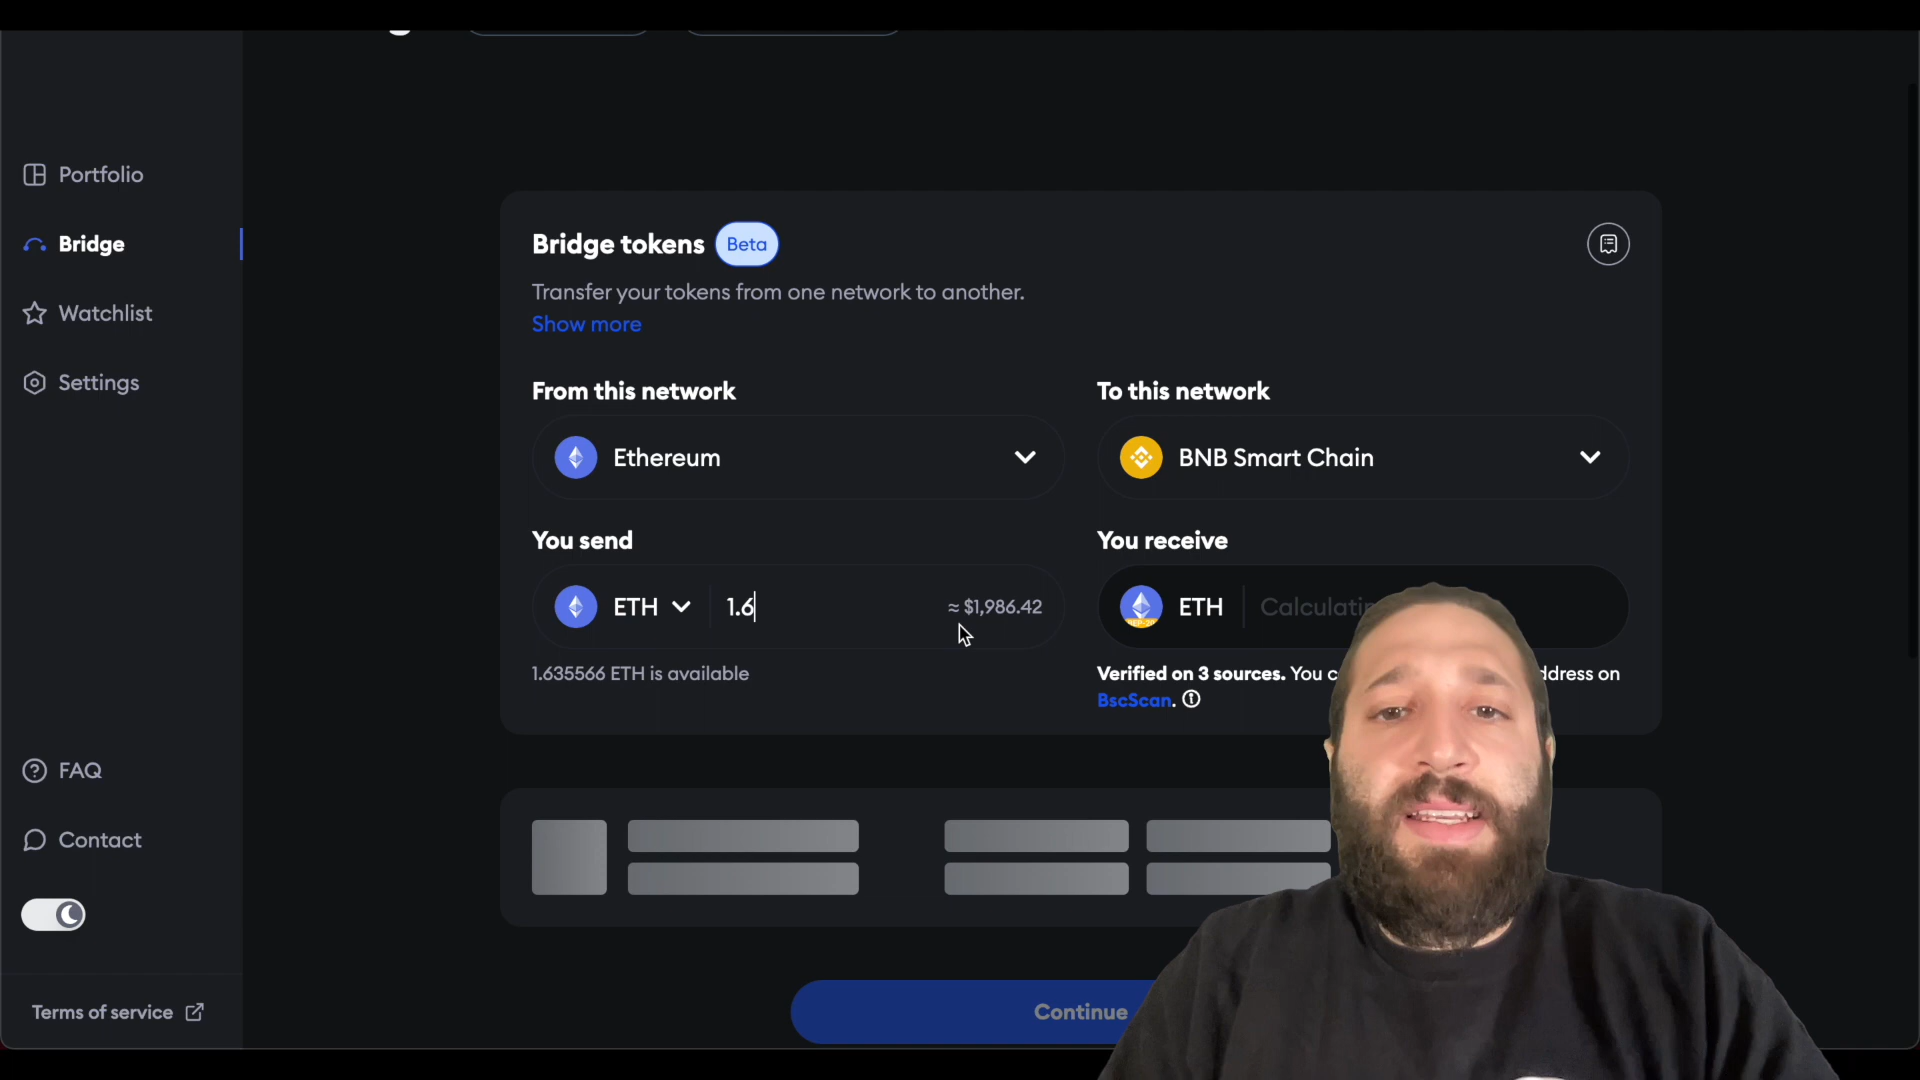 Portfolio
Bridge
Watchlist
Settings
FAQ
Contact
Terms of service
Bridge tokens Beta
Transfer your tokens from one network to another.
Show more
From this network
To this network
Ethereum
BNB Smart Chain
You send
You receive
ETH 1.6 ≈ $1,986.42
ETH
1.635566 ETH is available
Verified on 3 sources. You
BscScan.
Continue